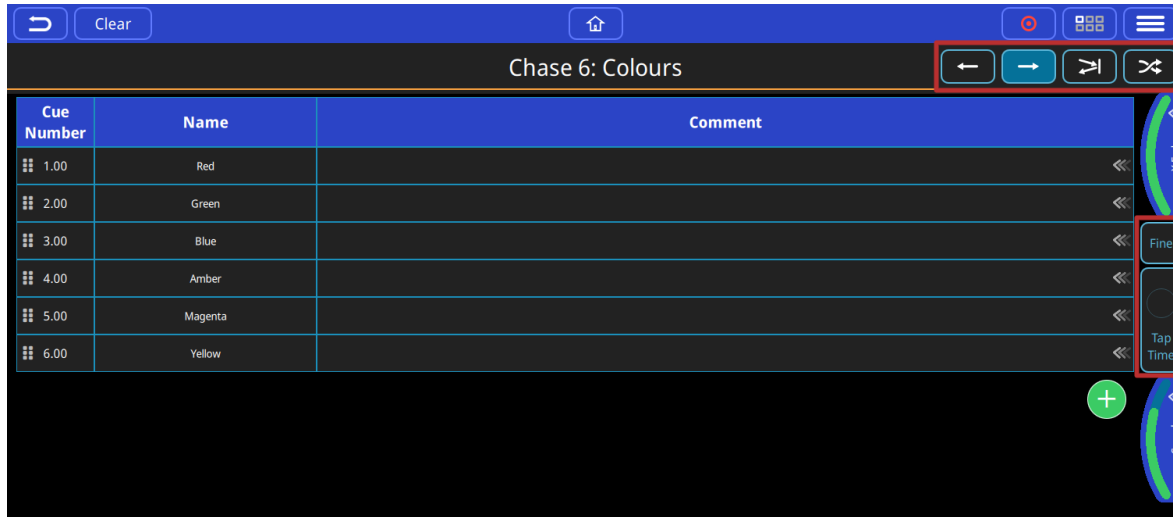 Clear
Chase 6: Colours
Cue Number Name Comment
1.00 Red
2.00 Green
3.00 Blue
4.00 Amber
5.00 Magenta
6.00 Yellow
Fine
Tap
Time